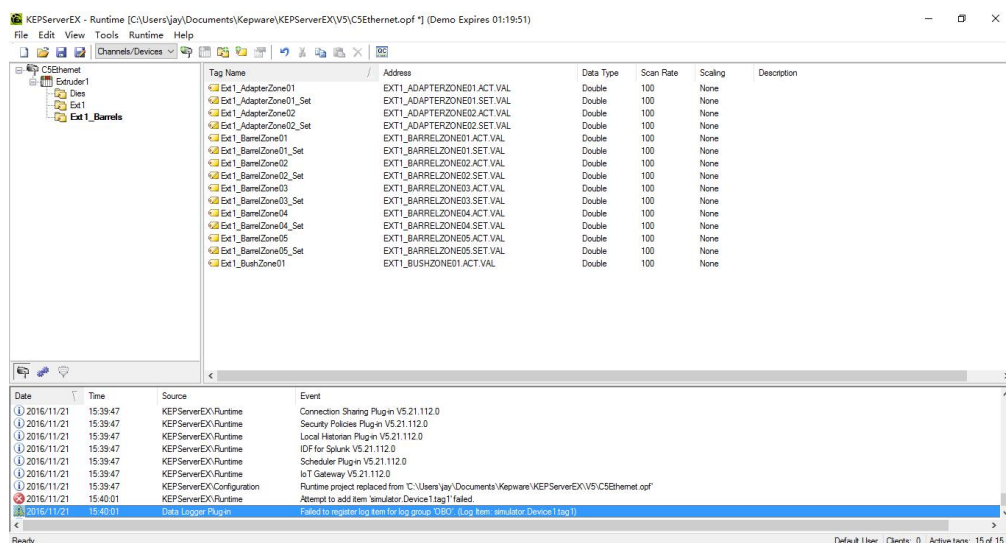 KEPServerEX - Runtime [C:\Users\jay\Documents\Kepware\KEPServerEX\V5\C5Ethernet.opf *] (Demo Expires 01:19:51)
File Edit View Tools Runtime Help
Channels/Devices
C5Ethernet
Extruder1
Dies
Ext1
Ext1_Barrels
Tag Name Address Data Type Scan Rate Scaling Description
Ext1_AdapterZone01 EXT1_ADAPTERZONE01.ACT.VAL Double 100 None
Ext1_AdapterZone01_Set EXT1_ADAPTERZONE01.SET.VAL Double 100 None
Ext1_AdapterZone02 EXT1_ADAPTERZONE02.ACT.VAL Double 100 None
Ext1_AdapterZone02_Set EXT1_ADAPTERZONE02.SET.VAL Double 100 None
Ext1_BarrelZone01 EXT1_BARRELZONE01.ACT.VAL Double 100 None
Ext1_BarrelZone01_Set EXT1_BARRELZONE01.SET.VAL Double 100 None
Ext1_BarrelZone02 EXT1_BARRELZONE02.ACT.VAL Double 100 None
Ext1_BarrelZone02_Set EXT1_BARRELZONE02.SET.VAL Double 100 None
Ext1_BarrelZone03 EXT1_BARRELZONE03.ACT.VAL Double 100 None
Ext1_BarrelZone03_Set EXT1_BARRELZONE03.SET.VAL Double 100 None
Ext1_BarrelZone04 EXT1_BARRELZONE04.ACT.VAL Double 100 None
Ext1_BarrelZone04_Set EXT1_BARRELZONE04.SET.VAL Double 100 None
Ext1_BarrelZone05 EXT1_BARRELZONE05.ACT.VAL Double 100 None
Ext1_BarrelZone05_Set EXT1_BARRELZONE05.SET.VAL Double 100 None
Ext1_BushZone01 EXT1_BUSHZONE01.ACT.VAL Double 100 None
Date Time Source Event
2016/11/21 15:39:47 KEPServerEX\Runtime Connection Sharing Plug-in V5.21.112.0
2016/11/21 15:39:47 KEPServerEX\Runtime Security Policies Plug-in V5.21.112.0
2016/11/21 15:39:47 KEPServerEX\Runtime Local Historian Plug-in V5.21.112.0
2016/11/21 15:39:47 KEPServerEX\Runtime IDF for Splunk V5.21.112.0
2016/11/21 15:39:47 KEPServerEX\Runtime Scheduler Plug-in V5.21.112.0
2016/11/21 15:39:47 KEPServerEX\Runtime IoT Gateway V5.21.112.0
2016/11/21 15:39:47 KEPServerEX\Configuration Runtime project replaced from 'C:\Users\jay\Documents\Kepware\KEPServerEX\V5\C5Ethernet.opf'
2016/11/21 15:40:01 KEPServerEX\Runtime Attempt to add item 'simulator.Device1.tag1' failed.
2016/11/21 15:40:01 Data Logger Plug-in Failed to register log item for log group 'OBO'. (Log Item: simulator.Device1.tag1)
Ready Default User Clients: 0 Active tags: 15 of 15